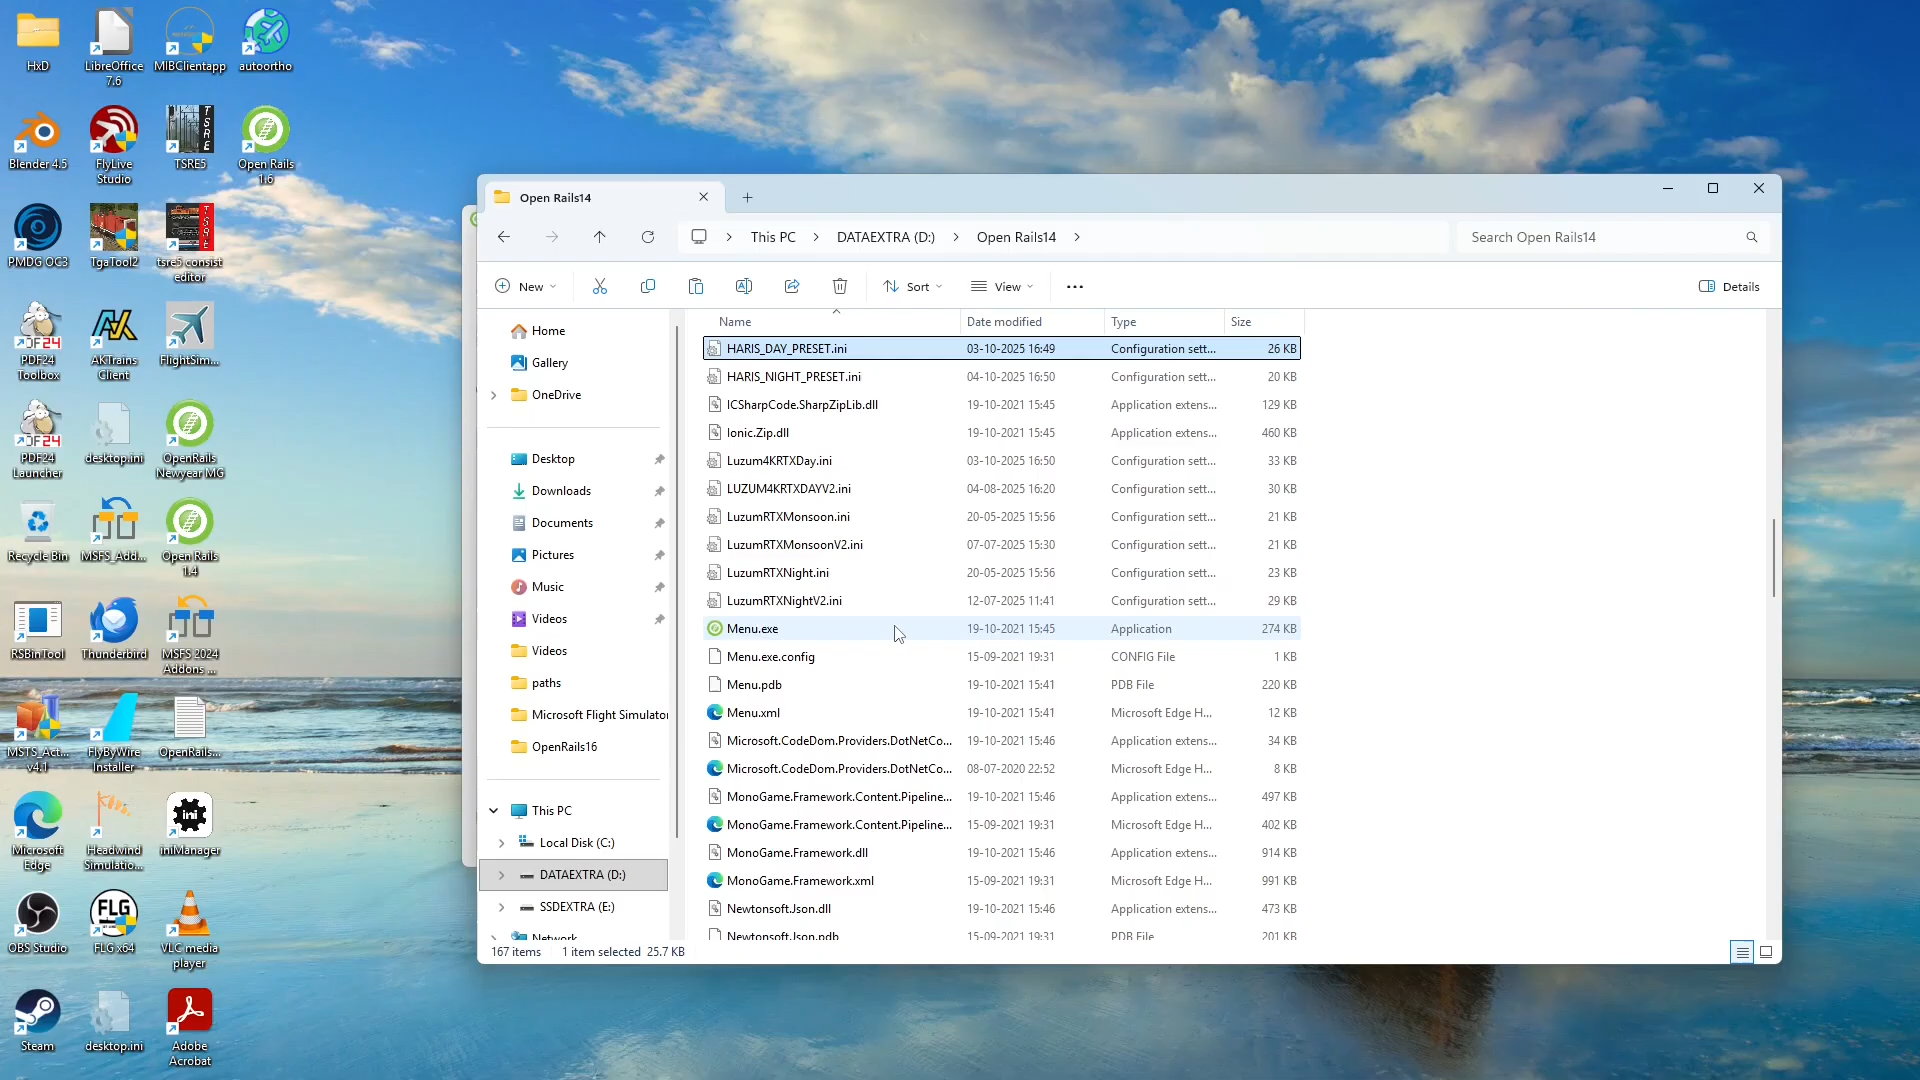 HxD
LibreOffice
7.6
MIBClientapp
autoortho
Blender 4.5
FlyLive
Studio
TSRE5
Open Rails
1.6
PMDG OC3
TgaTool2
tsre5 consist
editor
PDF24
Toolbox
AKTrains
Client
FlightSim...
PDF24
Launcher
desktop.ini
OpenRails
Newyear MG
Recycle Bin
MSFS_Add...
Open Rails
1.4
RSBinTool
Thunderbird
MSFS 2024
Addons ...
MSTS_Act...
v4.1
FlyByWire
Installer
OpenRails...
Microsoft
Edge
Headwind
Simulatio...
iniManager
OBS Studio
FLG x64
VLC media
player
Steam
desktop.ini
Adobe
Acrobat
Open Rails14
This PC
DATAEXTRA (D:)
Open Rails14
Search Open Rails14
New
Sort
View
Details
Home
Gallery
OneDrive
Desktop
Downloads
Documents
Pictures
Music
Videos
Videos
paths
Microsoft Flight Simulator
OpenRails16
This PC
Local Disk (C:)
DATAEXTRA (D:)
SSDEXTRA (E:)
Network
Name Date modified Type Size
HARIS_DAY_PRESET.ini 03-10-2025 16:49 Configuration sett... 26 KB
HARIS_NIGHT_PRESET.ini 04-10-2025 16:50 Configuration sett... 20 KB
ICSharpCode.SharpZipLib.dll 19-10-2021 15:45 Application extens... 129 KB
Ionic.Zip.dll 19-10-2021 15:45 Application extens... 460 KB
Luzum4KRTXDay.ini 03-10-2025 16:50 Configuration sett... 33 KB
LUZUM4KRTXDAYV2.ini 04-08-2025 16:20 Configuration sett... 30 KB
LuzumRTXMonsoon.ini 20-05-2025 15:56 Configuration sett... 21 KB
LuzumRTXMonsoonV2.ini 07-07-2025 15:30 Configuration sett... 21 KB
LuzumRTXNight.ini 20-05-2025 15:56 Configuration sett... 23 KB
LuzumRTXNightV2.ini 12-07-2025 11:41 Configuration sett... 29 KB
Menu.exe 19-10-2021 15:45 Application 274 KB
Menu.exe.config 15-09-2021 19:31 CONFIG File 1 KB
Menu.pdb 19-10-2021 15:41 PDB File 220 KB
Menu.xml 19-10-2021 15:41 Microsoft Edge H... 12 KB
Microsoft.CodeDom.Providers.DotNetCo... 19-10-2021 15:46 Application extens... 34 KB
Microsoft.CodeDom.Providers.DotNetCo... 08-07-2020 22:52 Microsoft Edge H... 8 KB
MonoGame.Framework.Content.Pipeline... 19-10-2021 15:46 Application extens... 497 KB
MonoGame.Framework.Content.Pipeline... 15-09-2021 19:31 Microsoft Edge H... 402 KB
MonoGame.Framework.dll 19-10-2021 15:46 Application extens... 914 KB
MonoGame.Framework.xml 15-09-2021 19:31 Microsoft Edge H... 991 KB
Newtonsoft.Json.dll 19-10-2021 15:46 Application extens... 473 KB
Newtonsoft.Json.pdb 15-09-2021 19:31 PDB File 201 KB
167 items 1 item selected 25.7 KB